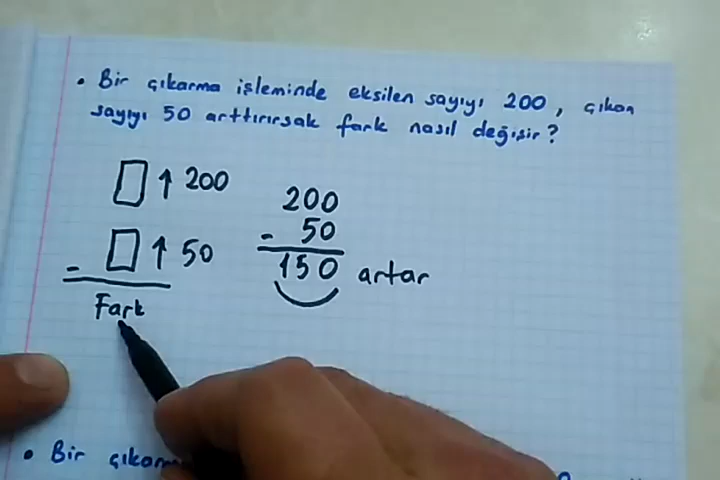 • Bir çıkarma işleminde eksilen sayıyı 200, çıkan
sayıyı 50 arttırırsak fark nasıl değişir?
□ ↑ 200
- □ ↑ 50
Fark
200
- 50
150 artar
• Bir